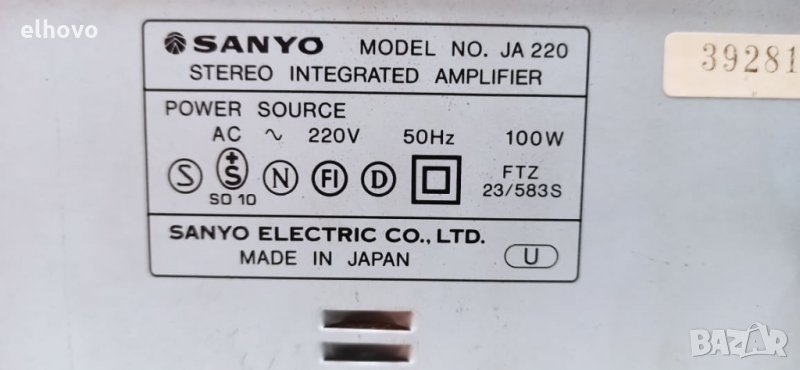 elhovo
SANYO MODEL NO. JA 220
STEREO INTEGRATED AMPLIFIER
39281
POWER SOURCE
AC ~ 220V 50Hz 100W
S +S N FI D FTZ
SO 10 23/583S
SANYO ELECTRIC CO., LTD.
MADE IN JAPAN U
BAZAR